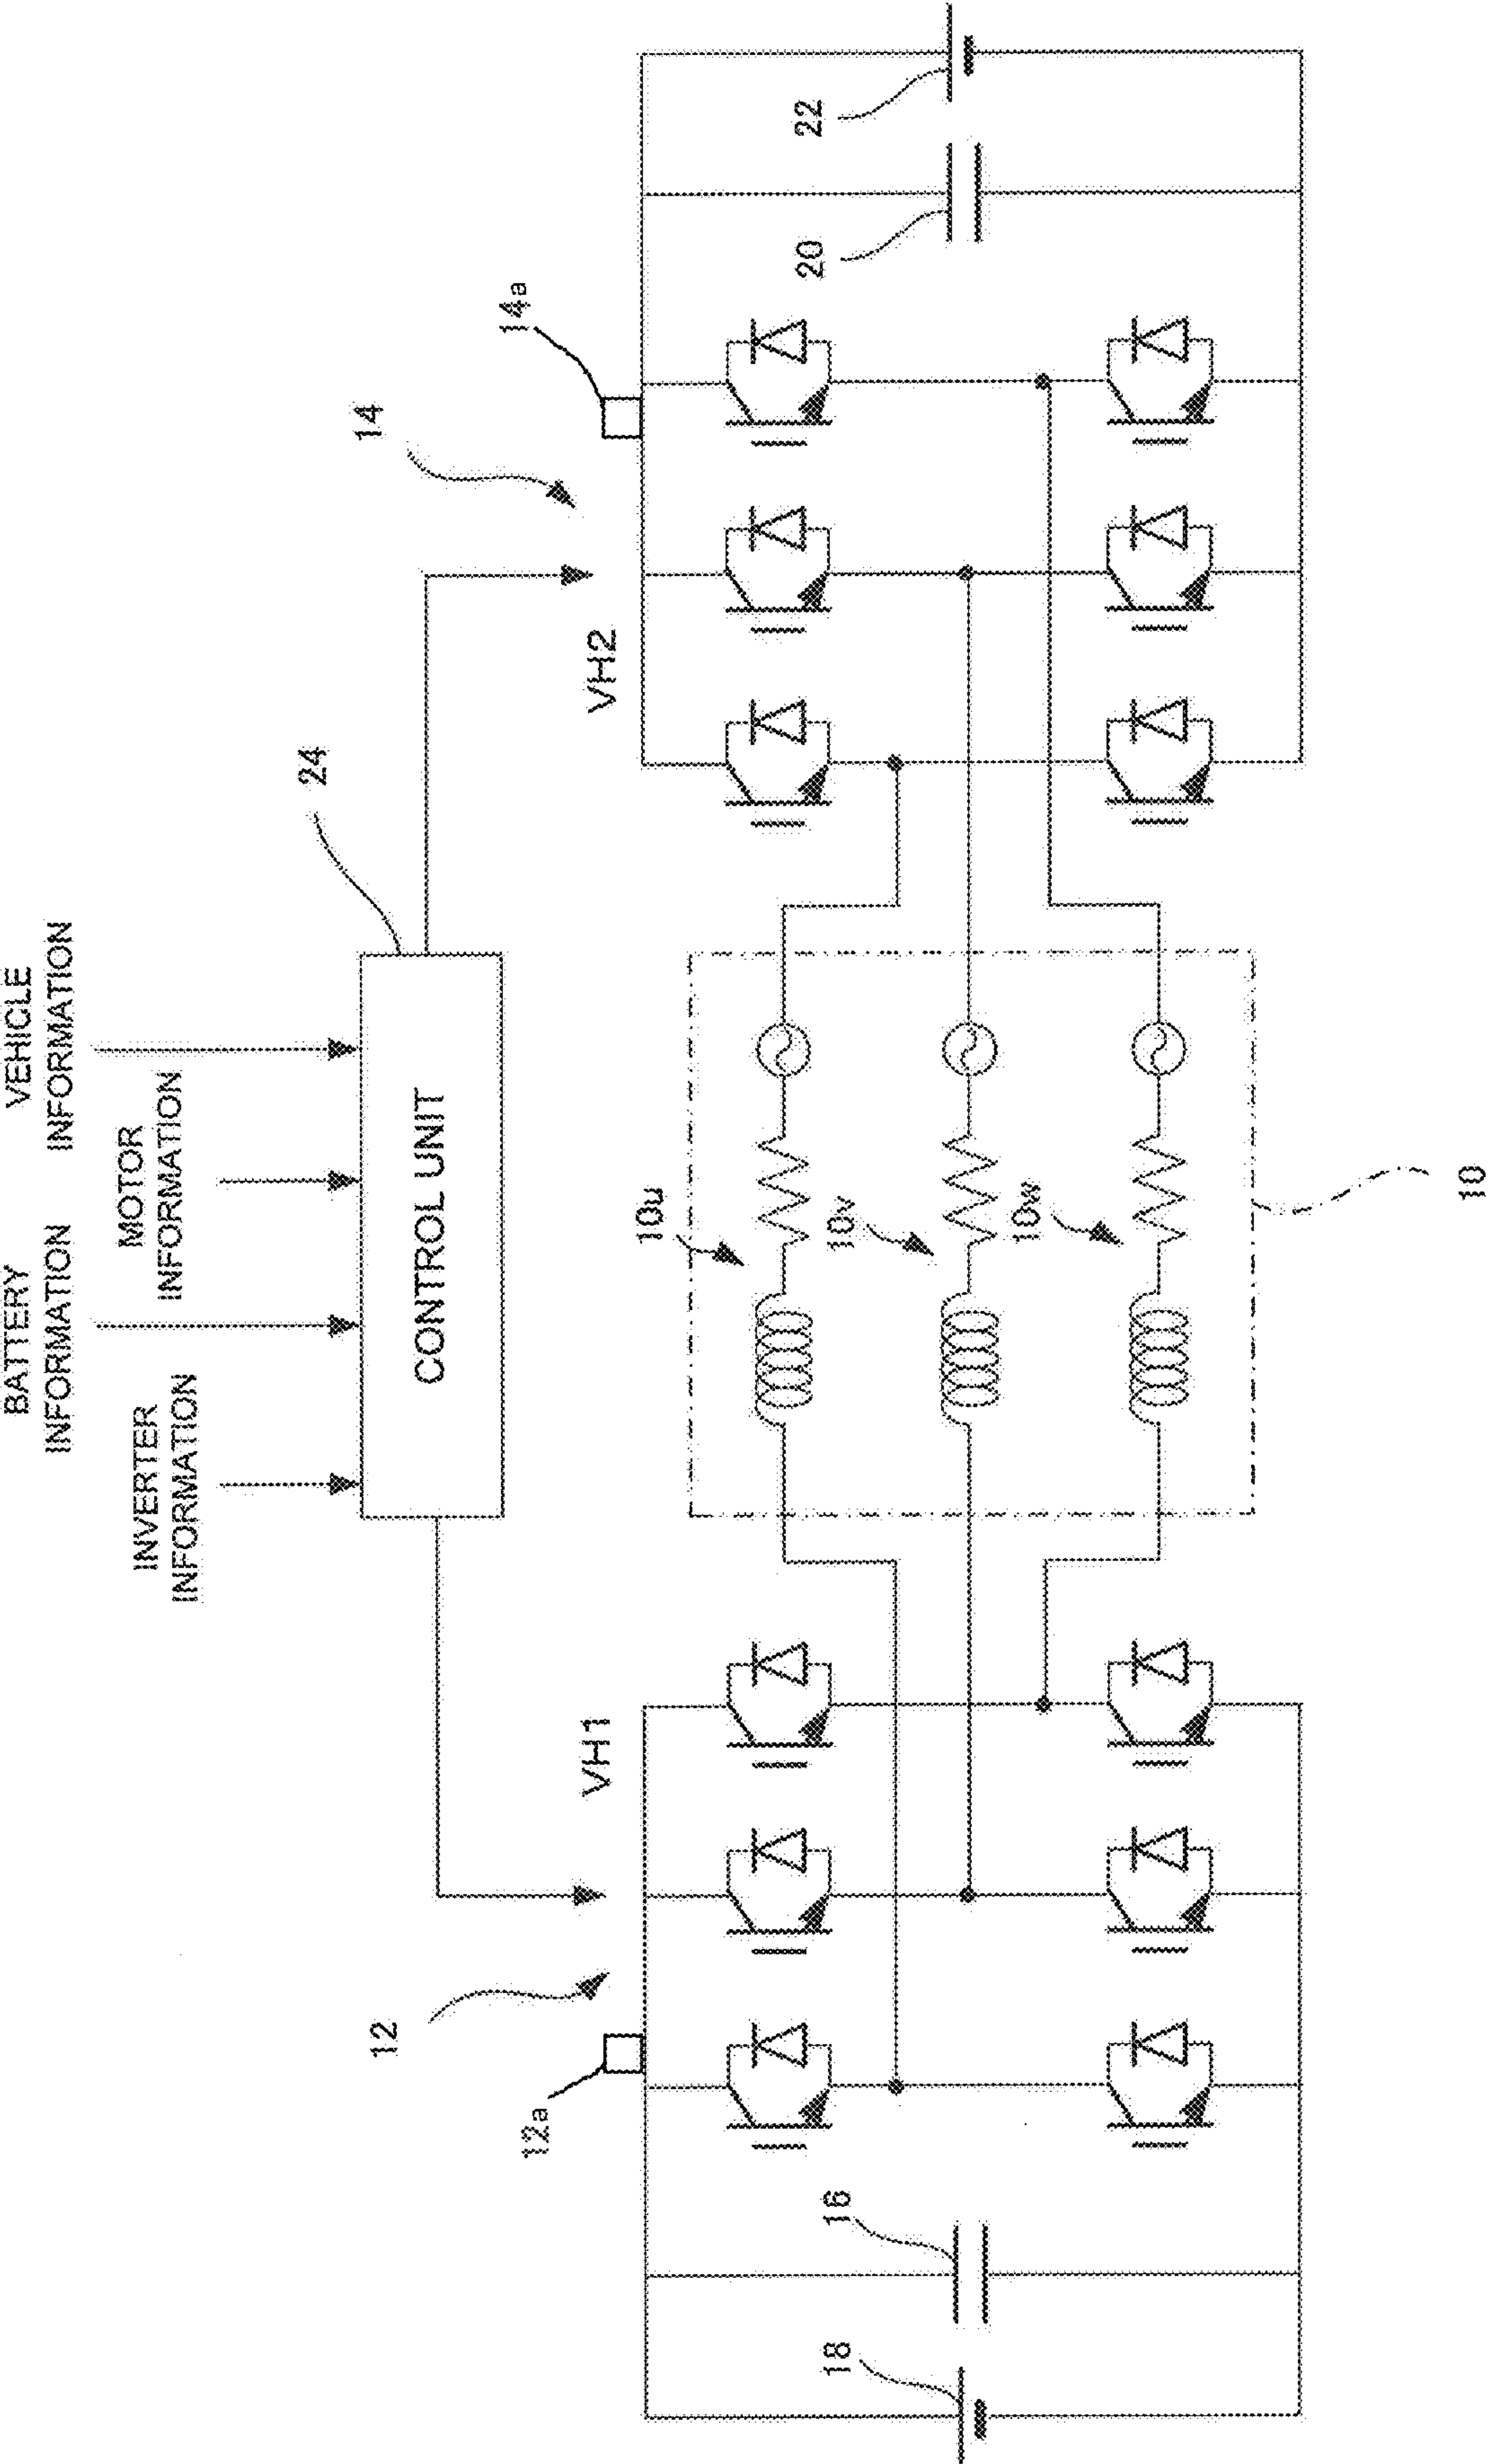 BATTERY
INFORMATION
VEHICLE
INFORMATION
INVERTER
INFORMATION
MOTOR
INFORMATION
24
CONTROL UNIT
12
14
12a
14a
VH1
VH2
10u
10v
10w
18
16
20
22
10